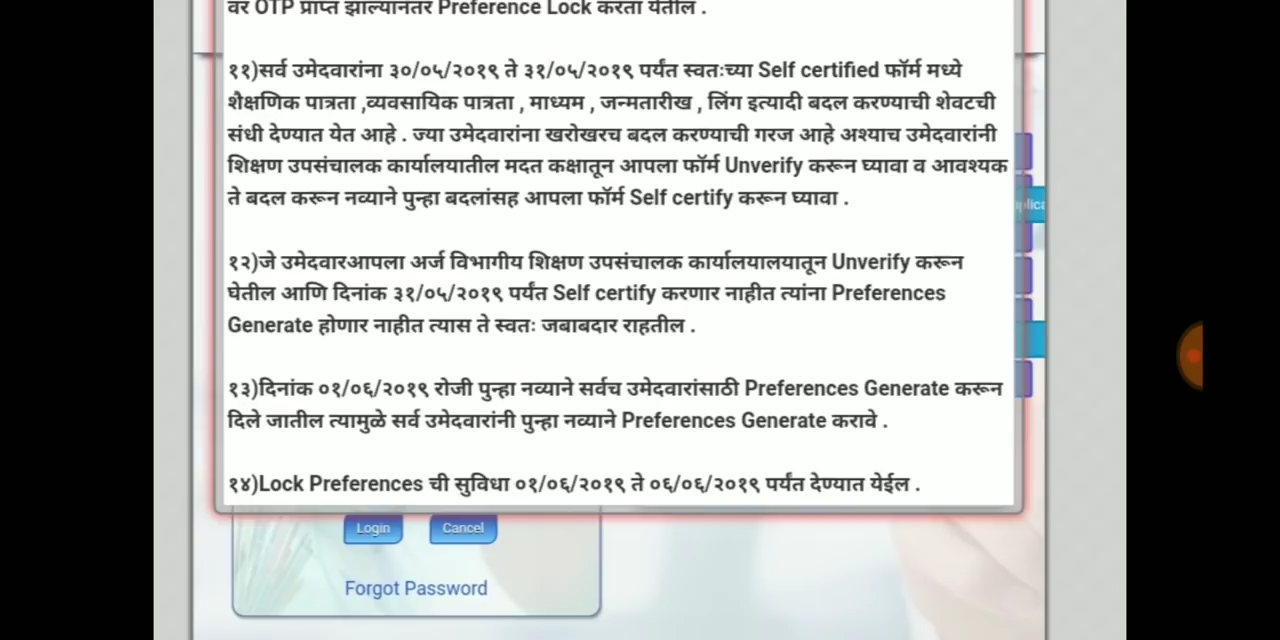 वर OTP प्राप्त झाल्यानंतर Preference Lock करता येतील .
११)सर्व उमेदवारांना ३०/०५/२०१९ ते ३१/०५/२०१९ पर्यंत स्वतःच्या Self certified फॉर्म मध्ये
शैक्षणिक पात्रता ,व्यवसायिक पात्रता , माध्यम , जन्मतारीख , लिंग इत्यादी बदल करण्याची शेवटची
संधी देण्यात येत आहे . ज्या उमेदवारांना खरोखरच बदल करण्याची गरज आहे अश्याच उमेदवारांनी
शिक्षण उपसंचालक कार्यालयातील मदत कक्षातून आपला फॉर्म Unverify करून घ्यावा व आवश्यक
ते बदल करून नव्याने पुन्हा बदलांसह आपला फॉर्म Self certify करून घ्यावा .
१२)जे उमेदवारआपला अर्ज विभागीय शिक्षण उपसंचालक कार्यालयालयातून Unverify करून
घेतील आणि दिनांक ३१/०५/२०१९ पर्यंत Self certify करणार नाहीत त्यांना Preferences
Generate होणार नाहीत त्यास ते स्वतः जबाबदार राहतील .
१३)दिनांक ०१/०६/२०१९ रोजी पुन्हा नव्याने सर्वच उमेदवारांसाठी Preferences Generate करून
दिले जातील त्यामुळे सर्व उमेदवारांनी पुन्हा नव्याने Preferences Generate करावे .
१४)Lock Preferences ची सुविधा ०१/०६/२०१९ ते ०६/०६/२०१९ पर्यंत देण्यात येईल .
Login Cancel
Forgot Password